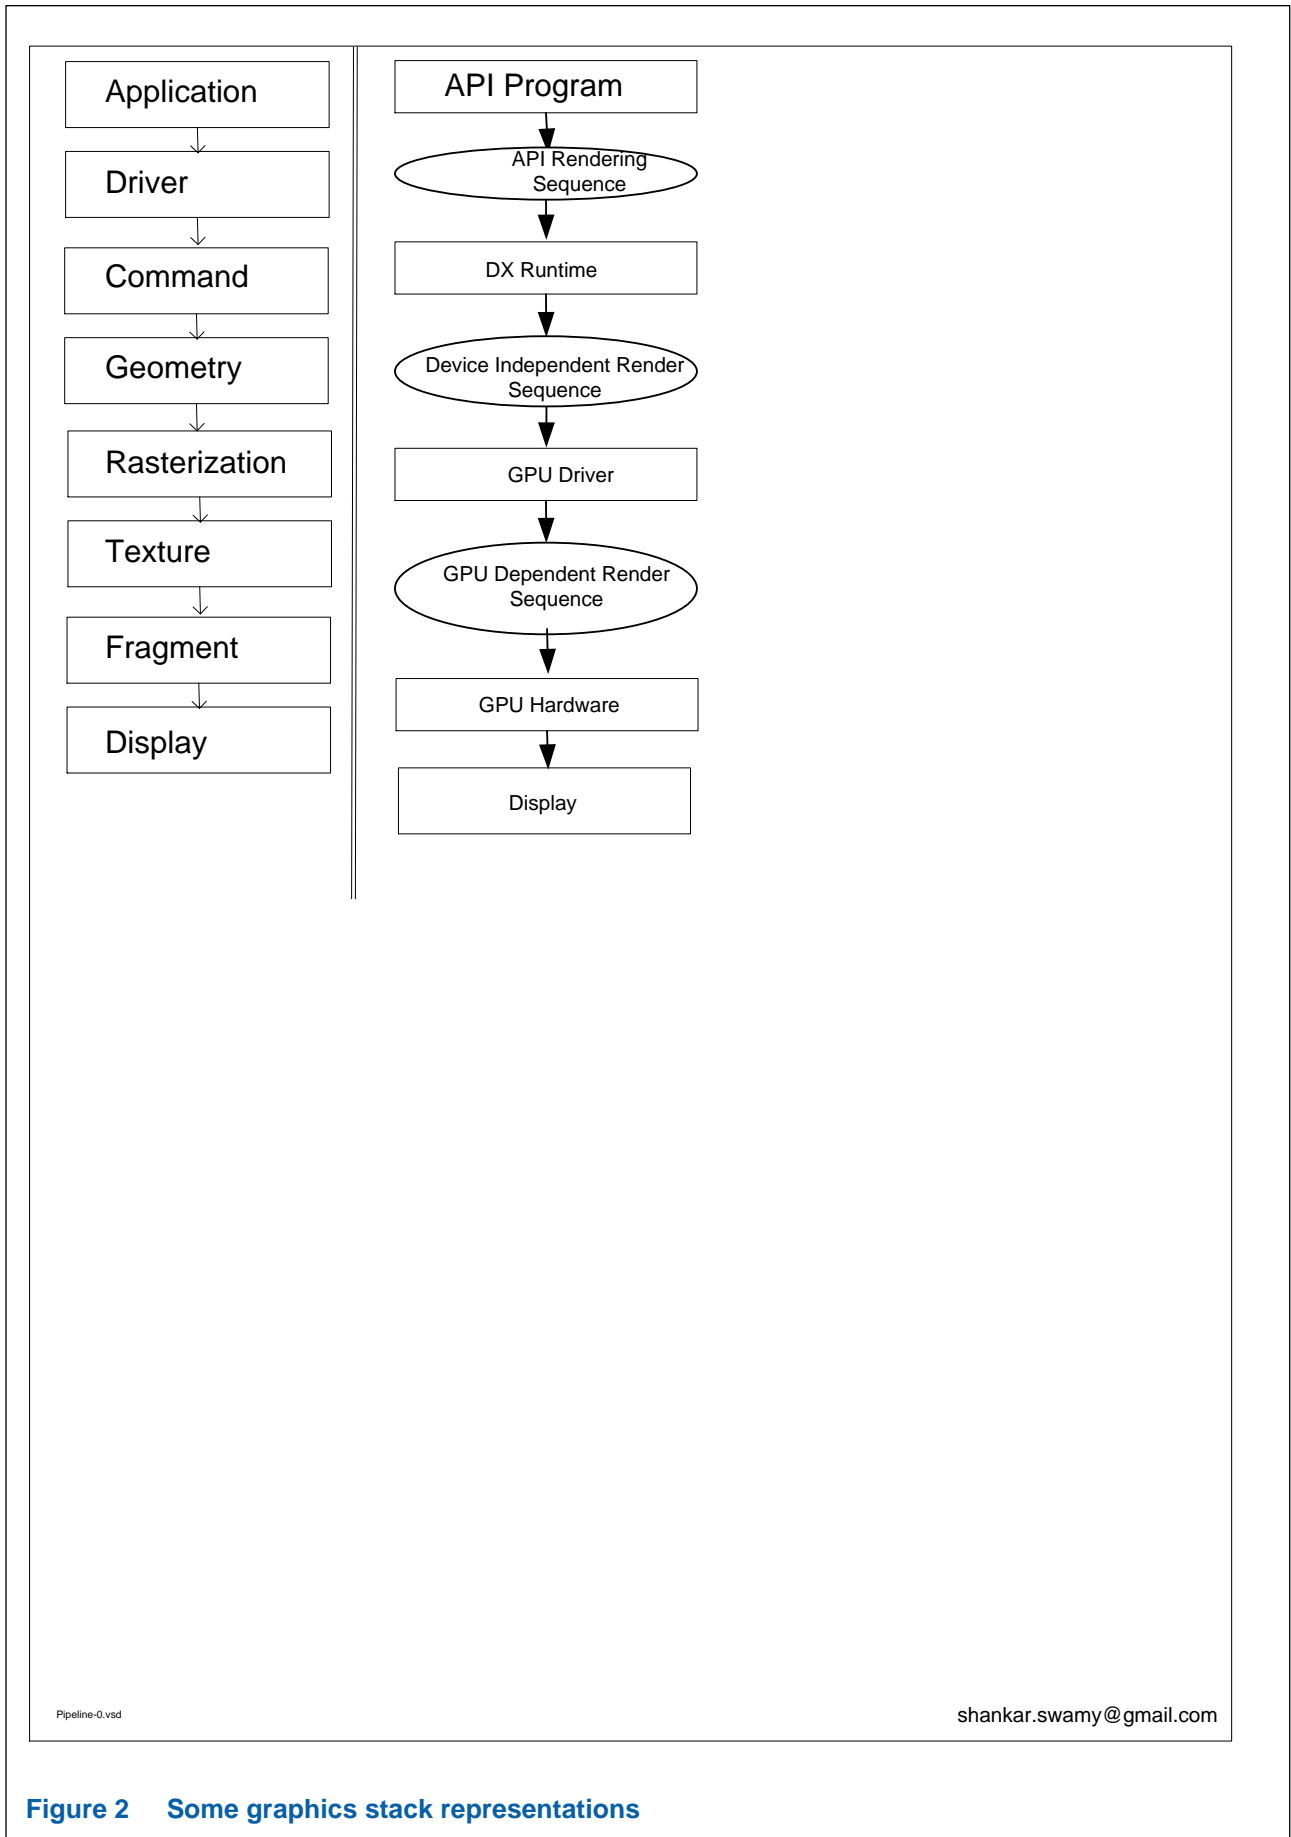 Application
Driver
Command
Geometry
Rasterization
Texture
Fragment
Display
API Program
API Rendering
Sequence
DX Runtime
Device Independent Render
Sequence
GPU Driver
GPU Dependent Render
Sequence
GPU Hardware
Display
Pipeline-0.vsd
shankar.swamy@gmail.com
Figure 2 Some graphics stack representations